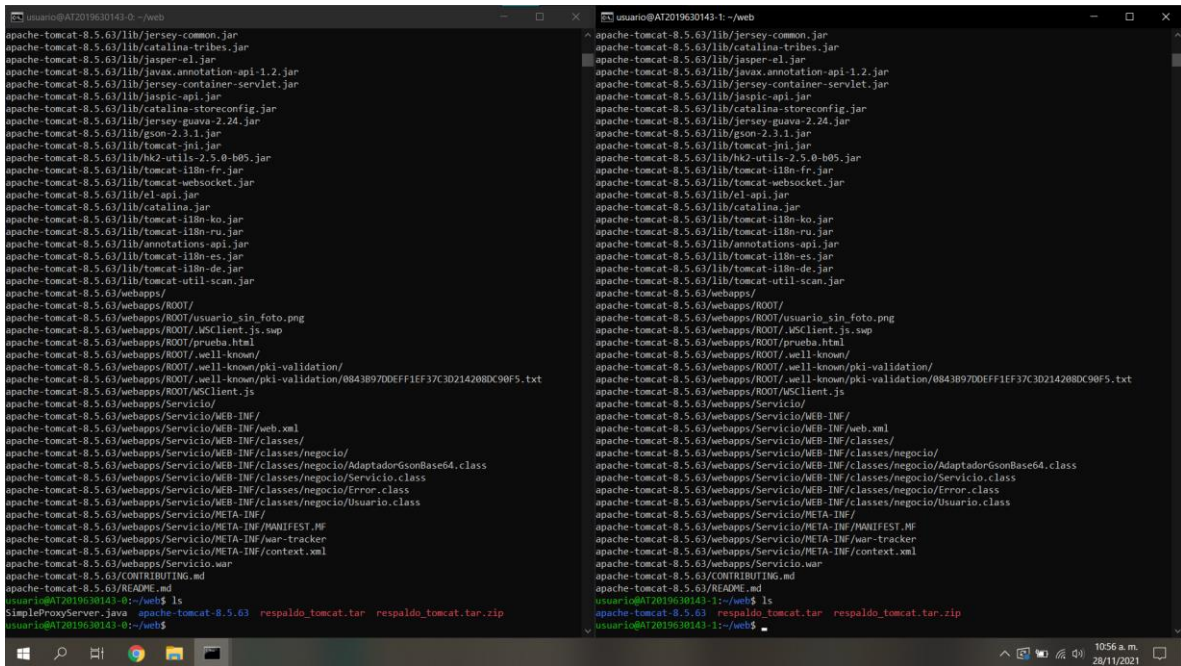 usuario@AT2019630143-0: ~/web
apache-tomcat-8.5.63/lib/jersey-common.jar
apache-tomcat-8.5.63/lib/catalina-tribes.jar
apache-tomcat-8.5.63/lib/jasper-el.jar
apache-tomcat-8.5.63/lib/javax.annotation-api-1.2.jar
apache-tomcat-8.5.63/lib/jersey-container-servlet.jar
apache-tomcat-8.5.63/lib/jaspic-api.jar
apache-tomcat-8.5.63/lib/catalina-storeconfig.jar
apache-tomcat-8.5.63/lib/jersey-guava-2.24.jar
apache-tomcat-8.5.63/lib/gson-2.3.1.jar
apache-tomcat-8.5.63/lib/tomcat-jni.jar
apache-tomcat-8.5.63/lib/hk2-utils-2.5.0-b05.jar
apache-tomcat-8.5.63/lib/tomcat-i18n-fr.jar
apache-tomcat-8.5.63/lib/tomcat-websocket.jar
apache-tomcat-8.5.63/lib/el-api.jar
apache-tomcat-8.5.63/lib/catalina.jar
apache-tomcat-8.5.63/lib/tomcat-i18n-ko.jar
apache-tomcat-8.5.63/lib/tomcat-i18n-ru.jar
apache-tomcat-8.5.63/lib/annotations-api.jar
apache-tomcat-8.5.63/lib/tomcat-i18n-es.jar
apache-tomcat-8.5.63/lib/tomcat-i18n-de.jar
apache-tomcat-8.5.63/lib/tomcat-util-scan.jar
apache-tomcat-8.5.63/webapps/
apache-tomcat-8.5.63/webapps/ROOT/
apache-tomcat-8.5.63/webapps/ROOT/usuario_sin_foto.png
apache-tomcat-8.5.63/webapps/ROOT/.WSClient.js.swp
apache-tomcat-8.5.63/webapps/ROOT/prueba.html
apache-tomcat-8.5.63/webapps/ROOT/.well-known/
apache-tomcat-8.5.63/webapps/ROOT/.well-known/pki-validation/
apache-tomcat-8.5.63/webapps/ROOT/.well-known/pki-validation/0843B97DDEFF1EF37C3D214208DC90F5.txt
apache-tomcat-8.5.63/webapps/ROOT/WSClient.js
apache-tomcat-8.5.63/webapps/Servicio/
apache-tomcat-8.5.63/webapps/Servicio/WEB-INF/
apache-tomcat-8.5.63/webapps/Servicio/WEB-INF/web.xml
apache-tomcat-8.5.63/webapps/Servicio/WEB-INF/classes/
apache-tomcat-8.5.63/webapps/Servicio/WEB-INF/classes/negocio/
apache-tomcat-8.5.63/webapps/Servicio/WEB-INF/classes/negocio/AdaptadorGsonBase64.class
apache-tomcat-8.5.63/webapps/Servicio/WEB-INF/classes/negocio/Servicio.class
apache-tomcat-8.5.63/webapps/Servicio/WEB-INF/classes/negocio/Error.class
apache-tomcat-8.5.63/webapps/Servicio/WEB-INF/classes/negocio/Usuario.class
apache-tomcat-8.5.63/webapps/Servicio/META-INF/
apache-tomcat-8.5.63/webapps/Servicio/META-INF/MANIFEST.MF
apache-tomcat-8.5.63/webapps/Servicio/META-INF/war-tracker
apache-tomcat-8.5.63/webapps/Servicio/META-INF/context.xml
apache-tomcat-8.5.63/webapps/Servicio.war
apache-tomcat-8.5.63/CONTRIBUTING.md
apache-tomcat-8.5.63/README.md
usuario@AT2019630143-0:~/web$ ls
SimpleProxyServer.java apache-tomcat-8.5.63 respaldo_tomcat.tar respaldo_tomcat.tar.zip
usuario@AT2019630143-0:~/web$
usuario@AT2019630143-1: ~/web
apache-tomcat-8.5.63/lib/jersey-common.jar
apache-tomcat-8.5.63/lib/catalina-tribes.jar
apache-tomcat-8.5.63/lib/jasper-el.jar
apache-tomcat-8.5.63/lib/javax.annotation-api-1.2.jar
apache-tomcat-8.5.63/lib/jersey-container-servlet.jar
apache-tomcat-8.5.63/lib/jaspic-api.jar
apache-tomcat-8.5.63/lib/catalina-storeconfig.jar
apache-tomcat-8.5.63/lib/jersey-guava-2.24.jar
apache-tomcat-8.5.63/lib/gson-2.3.1.jar
apache-tomcat-8.5.63/lib/tomcat-jni.jar
apache-tomcat-8.5.63/lib/hk2-utils-2.5.0-b05.jar
apache-tomcat-8.5.63/lib/tomcat-i18n-fr.jar
apache-tomcat-8.5.63/lib/tomcat-websocket.jar
apache-tomcat-8.5.63/lib/el-api.jar
apache-tomcat-8.5.63/lib/catalina.jar
apache-tomcat-8.5.63/lib/tomcat-i18n-ko.jar
apache-tomcat-8.5.63/lib/tomcat-i18n-ru.jar
apache-tomcat-8.5.63/lib/annotations-api.jar
apache-tomcat-8.5.63/lib/tomcat-i18n-es.jar
apache-tomcat-8.5.63/lib/tomcat-i18n-de.jar
apache-tomcat-8.5.63/lib/tomcat-util-scan.jar
apache-tomcat-8.5.63/webapps/
apache-tomcat-8.5.63/webapps/ROOT/
apache-tomcat-8.5.63/webapps/ROOT/usuario_sin_foto.png
apache-tomcat-8.5.63/webapps/ROOT/.WSClient.js.swp
apache-tomcat-8.5.63/webapps/ROOT/prueba.html
apache-tomcat-8.5.63/webapps/ROOT/.well-known/
apache-tomcat-8.5.63/webapps/ROOT/.well-known/pki-validation/
apache-tomcat-8.5.63/webapps/ROOT/.well-known/pki-validation/0843B97DDEFF1EF37C3D214208DC90F5.txt
apache-tomcat-8.5.63/webapps/ROOT/WSClient.js
apache-tomcat-8.5.63/webapps/Servicio/
apache-tomcat-8.5.63/webapps/Servicio/WEB-INF/
apache-tomcat-8.5.63/webapps/Servicio/WEB-INF/web.xml
apache-tomcat-8.5.63/webapps/Servicio/WEB-INF/classes/
apache-tomcat-8.5.63/webapps/Servicio/WEB-INF/classes/negocio/
apache-tomcat-8.5.63/webapps/Servicio/WEB-INF/classes/negocio/AdaptadorGsonBase64.class
apache-tomcat-8.5.63/webapps/Servicio/WEB-INF/classes/negocio/Servicio.class
apache-tomcat-8.5.63/webapps/Servicio/WEB-INF/classes/negocio/Error.class
apache-tomcat-8.5.63/webapps/Servicio/WEB-INF/classes/negocio/Usuario.class
apache-tomcat-8.5.63/webapps/Servicio/META-INF/
apache-tomcat-8.5.63/webapps/Servicio/META-INF/MANIFEST.MF
apache-tomcat-8.5.63/webapps/Servicio/META-INF/war-tracker
apache-tomcat-8.5.63/webapps/Servicio/META-INF/context.xml
apache-tomcat-8.5.63/webapps/Servicio.war
apache-tomcat-8.5.63/CONTRIBUTING.md
apache-tomcat-8.5.63/README.md
usuario@AT2019630143-1:~/web$ ls
apache-tomcat-8.5.63 respaldo_tomcat.tar respaldo_tomcat.tar.zip
usuario@AT2019630143-1:~/web$
10:56 a. m.
28/11/2021